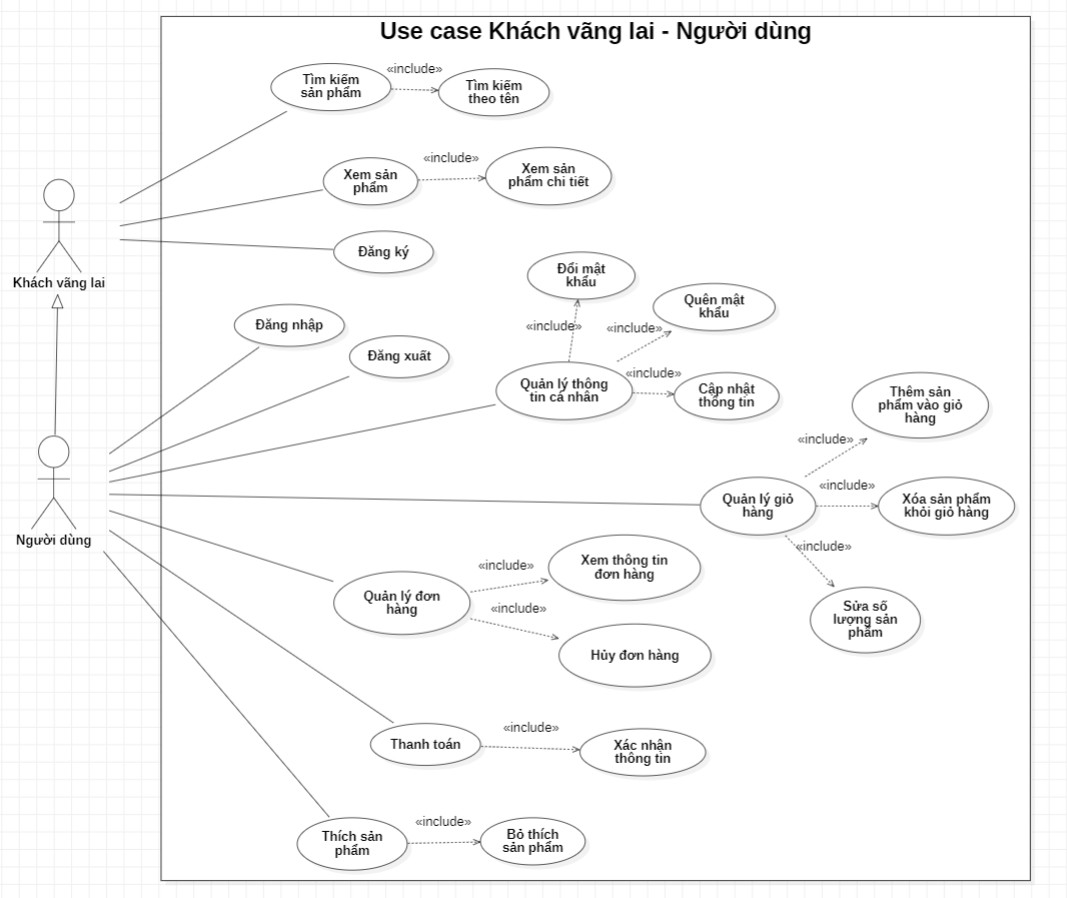 Use case Khách vãng lai - Người dùng
Tìm kiếm
sản phẩm
«include»
Tìm kiếm
theo tên
Xem sản
phẩm
«include»
Xem sản
phẩm chi tiết
Đăng ký
Khách vãng lai
Đăng nhập
Đăng xuất
Đổi mật
khẩu
Quên mật
khẩu
«include»
«include»
Quản lý thông
tin cá nhân
«include»
Cập nhật
thông tin
Thêm sản
phẩm vào giỏ
hàng
«include»
Quản lý giỏ
hàng
«include»
Xóa sản phẩm
khỏi giỏ hàng
«include»
Sửa số
lượng sản
phẩm
Người dùng
Quản lý đơn
hàng
«include»
Xem thông tin
đơn hàng
«include»
Hủy đơn hàng
Thanh toán
«include»
Xác nhận
thông tin
Thích sản
phẩm
«include»
Bỏ thích
sản phẩm